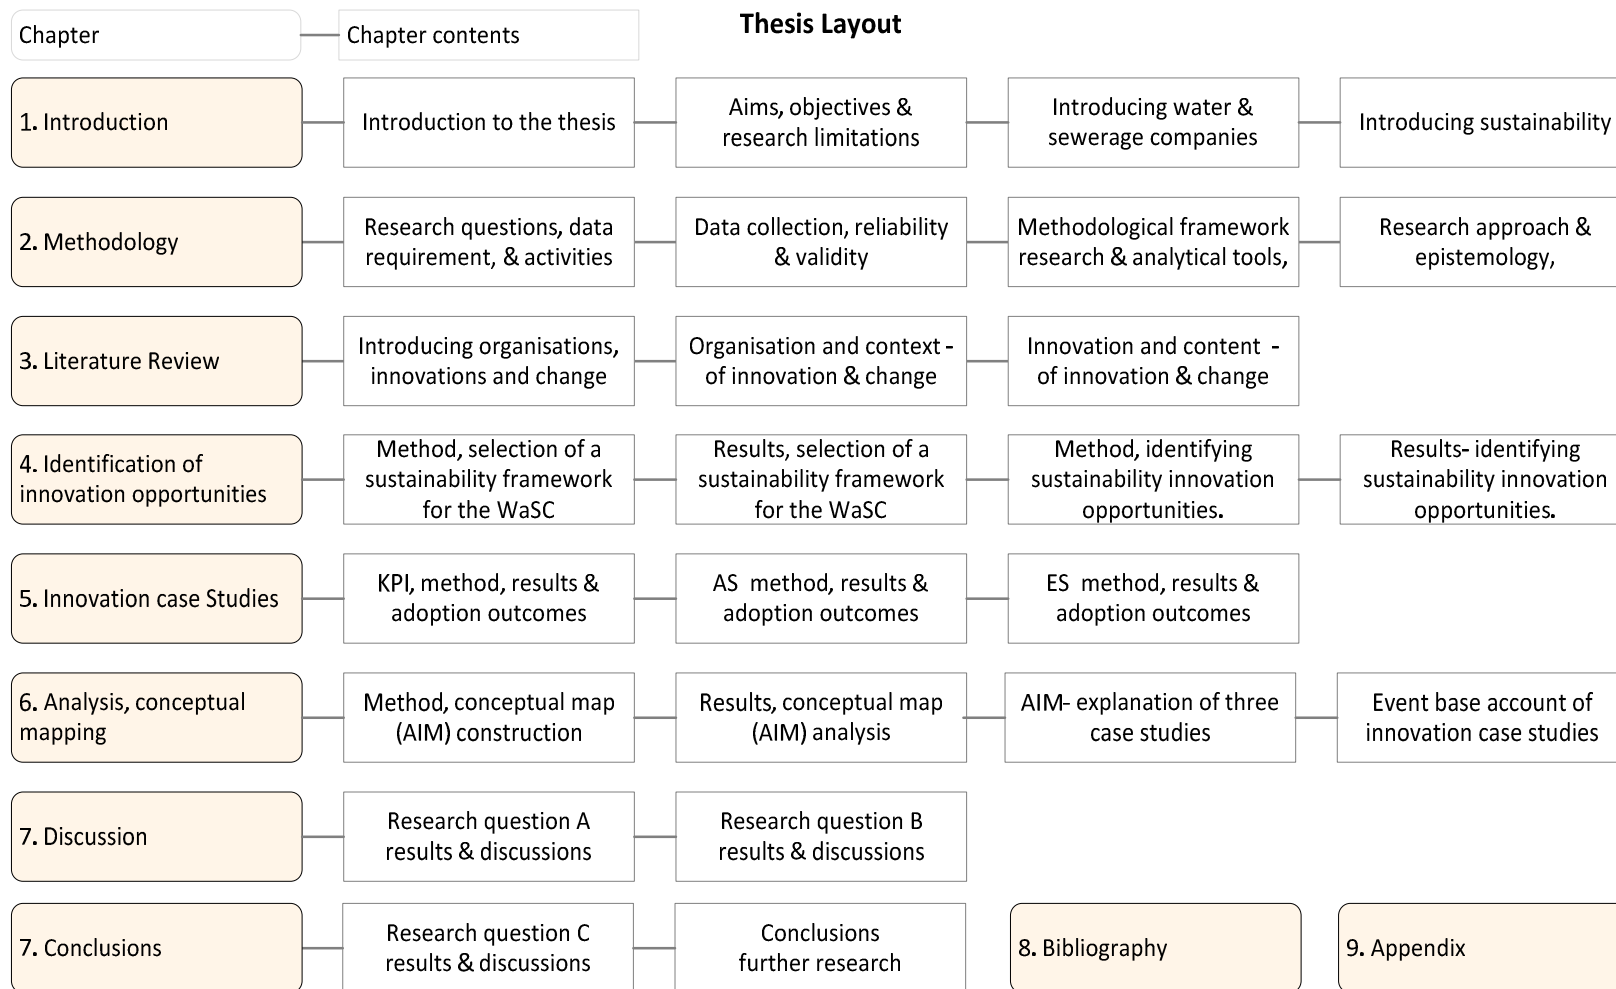 Thesis Layout
Chapter
Chapter contents
1. Introduction
Introduction to the thesis
Aims, objectives &
research limitations
Introducing water &
sewerage companies
Introducing sustainability
2. Methodology
Research questions, data
requirement, & activities
Data collection, reliability
& validity
Methodological framework
research & analytical tools,
Research approach &
epistemology,
3. Literature Review
Introducing organisations,
innovations and change
Organisation and context -
of innovation & change
Innovation and content -
of innovation & change
4. Identification of
innovation opportunities
Method, selection of a
sustainability framework
for the WaSC
Results, selection of a
sustainability framework
for the WaSC
Method, identifying
sustainability innovation
opportunities.
Results- identifying
sustainability innovation
opportunities.
5. Innovation case Studies
KPI, method, results &
adoption outcomes
AS method, results &
adoption outcomes
ES method, results &
adoption outcomes
6. Analysis, conceptual
mapping
Method, conceptual map
(AIM) construction
Results, conceptual map
(AIM) analysis
AIM- explanation of three
case studies
Event base account of
innovation case studies
7. Discussion
Research question A
results & discussions
Research question B
results & discussions
7. Conclusions
Research question C
results & discussions
Conclusions
further research
8. Bibliography
9. Appendix